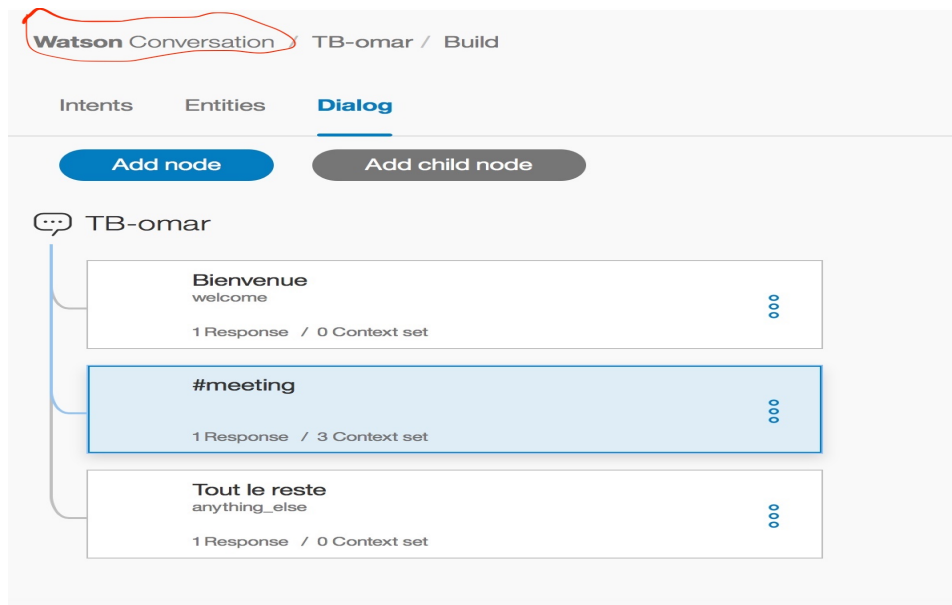 Watson Conversation / TB-omar / Build
Intents Entities Dialog
Add node Add child node
TB-omar
Bienvenue
welcome
1 Response / 0 Context set
#meeting
1 Response / 3 Context set
Tout le reste
anything_else
1 Response / 0 Context set